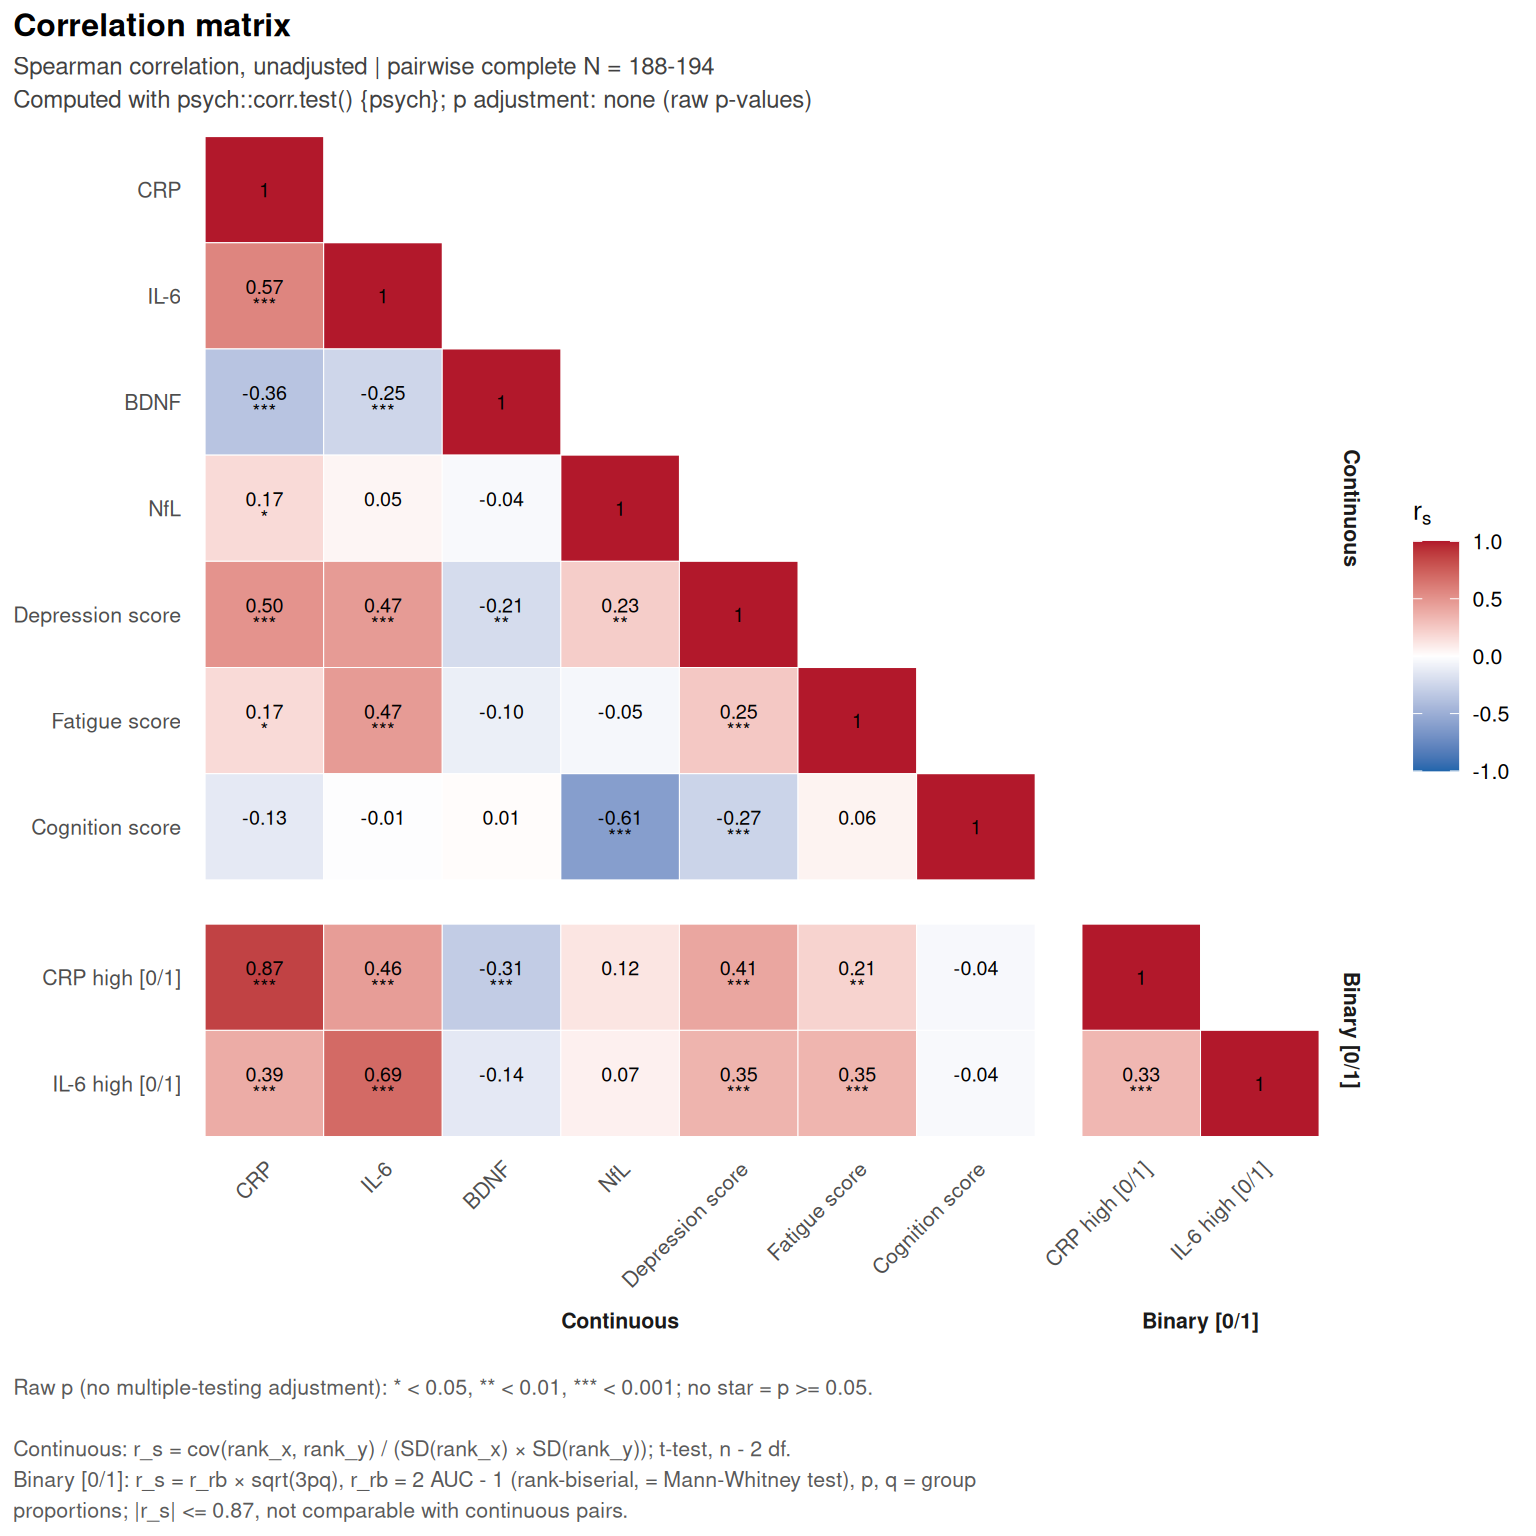 Correlation matrix
Spearman correlation, unadjusted | pairwise complete N = 188-194
Computed with psych::corr.test() {psych}; p adjustment: none (raw p-values)
CRP
1
IL-6
0.57
***
1
BDNF
-0.36
***
-0.25
***
1
NfL
0.17
*
0.05
-0.04
1
Depression score
0.50
***
0.47
***
-0.21
**
0.23
**
1
Fatigue score
0.17
*
0.47
***
-0.10
-0.05
0.25
***
1
Cognition score
-0.13
-0.01
0.01
-0.61
***
-0.27
***
0.06
1
Continuous
CRP high [0/1]
0.87
***
0.46
***
-0.31
***
0.12
0.41
***
0.21
**
-0.04
1
IL-6 high [0/1]
0.39
***
0.69
***
-0.14
0.07
0.35
***
0.35
***
-0.04
0.33
***
1
Binary [0/1]
CRP
IL-6
BDNF
NfL
Depression score
Fatigue score
Cognition score
CRP high [0/1]
IL-6 high [0/1]
Continuous
Binary [0/1]
rs
1.0
0.5
0.0
-0.5
-1.0
Raw p (no multiple-testing adjustment): * < 0.05, ** < 0.01, *** < 0.001; no star = p >= 0.05.
Continuous: r_s = cov(rank_x, rank_y) / (SD(rank_x) × SD(rank_y)); t-test, n - 2 df.
Binary [0/1]: r_s = r_rb × sqrt(3pq), r_rb = 2 AUC - 1 (rank-biserial, = Mann-Whitney test), p, q = group
proportions; |r_s| <= 0.87, not comparable with continuous pairs.